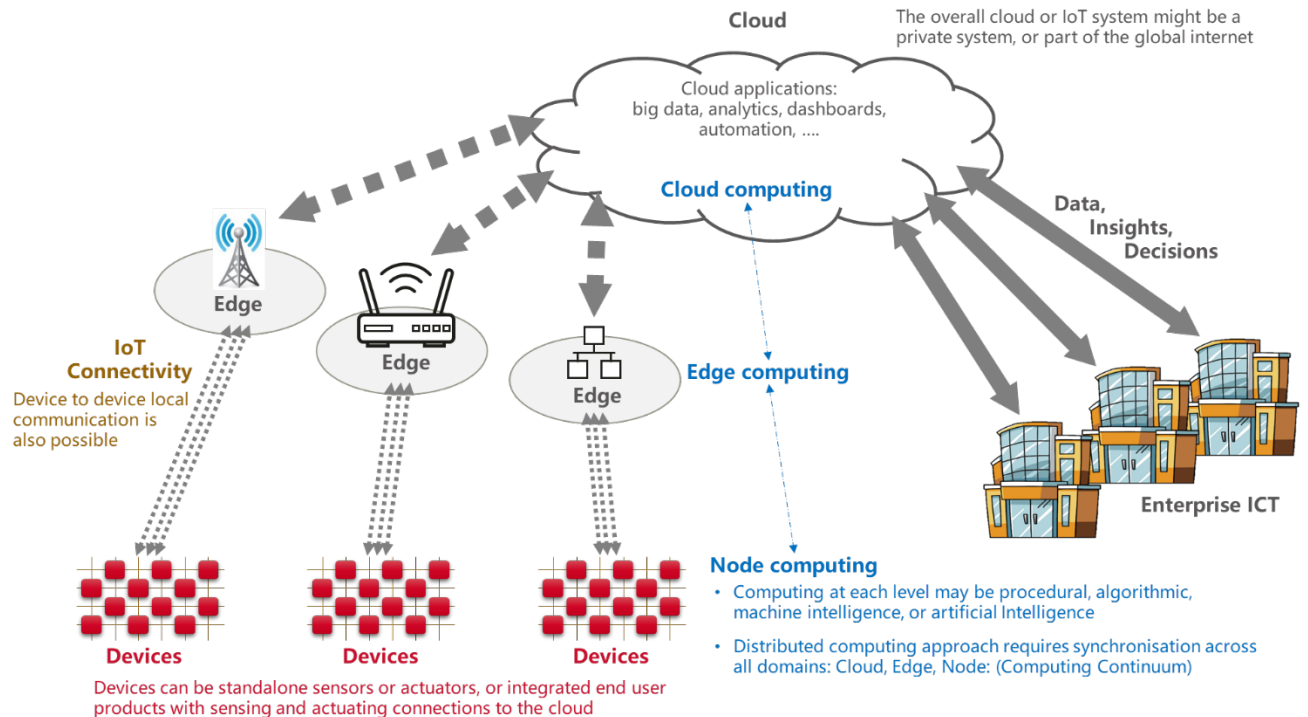 Cloud
The overall cloud or IoT system might be a
private system, or part of the global internet
Cloud applications:
big data, analytics, dashboards,
automation, ....
Cloud computing
Data,
Insights,
Decisions
Edge
Edge
Edge
IoT
Connectivity
Device to device local
communication is
also possible
Edge computing
Enterprise ICT
Node computing
• Computing at each level may be procedural, algorithmic,
machine intelligence, or artificial Intelligence
• Distributed computing approach requires synchronisation across
all domains: Cloud, Edge, Node: (Computing Continuum)
Devices
Devices
Devices
Devices can be standalone sensors or actuators, or integrated end user
products with sensing and actuating connections to the cloud